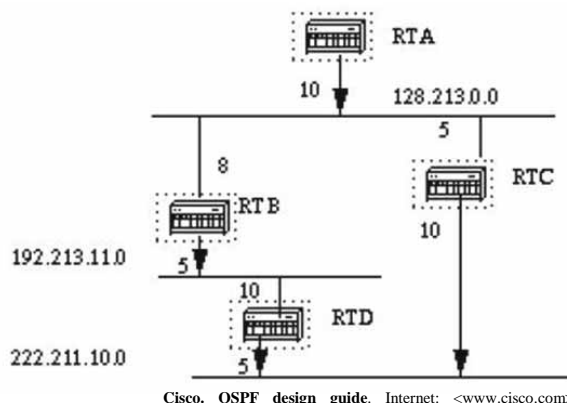 RTA
10
128.213.0.0
5
8
RTC
RTB
10
192.213.11.0
5
10
RTD
222.211.10.0
5
Cisco. OSPF design guide. Internet: <www.cisco.com